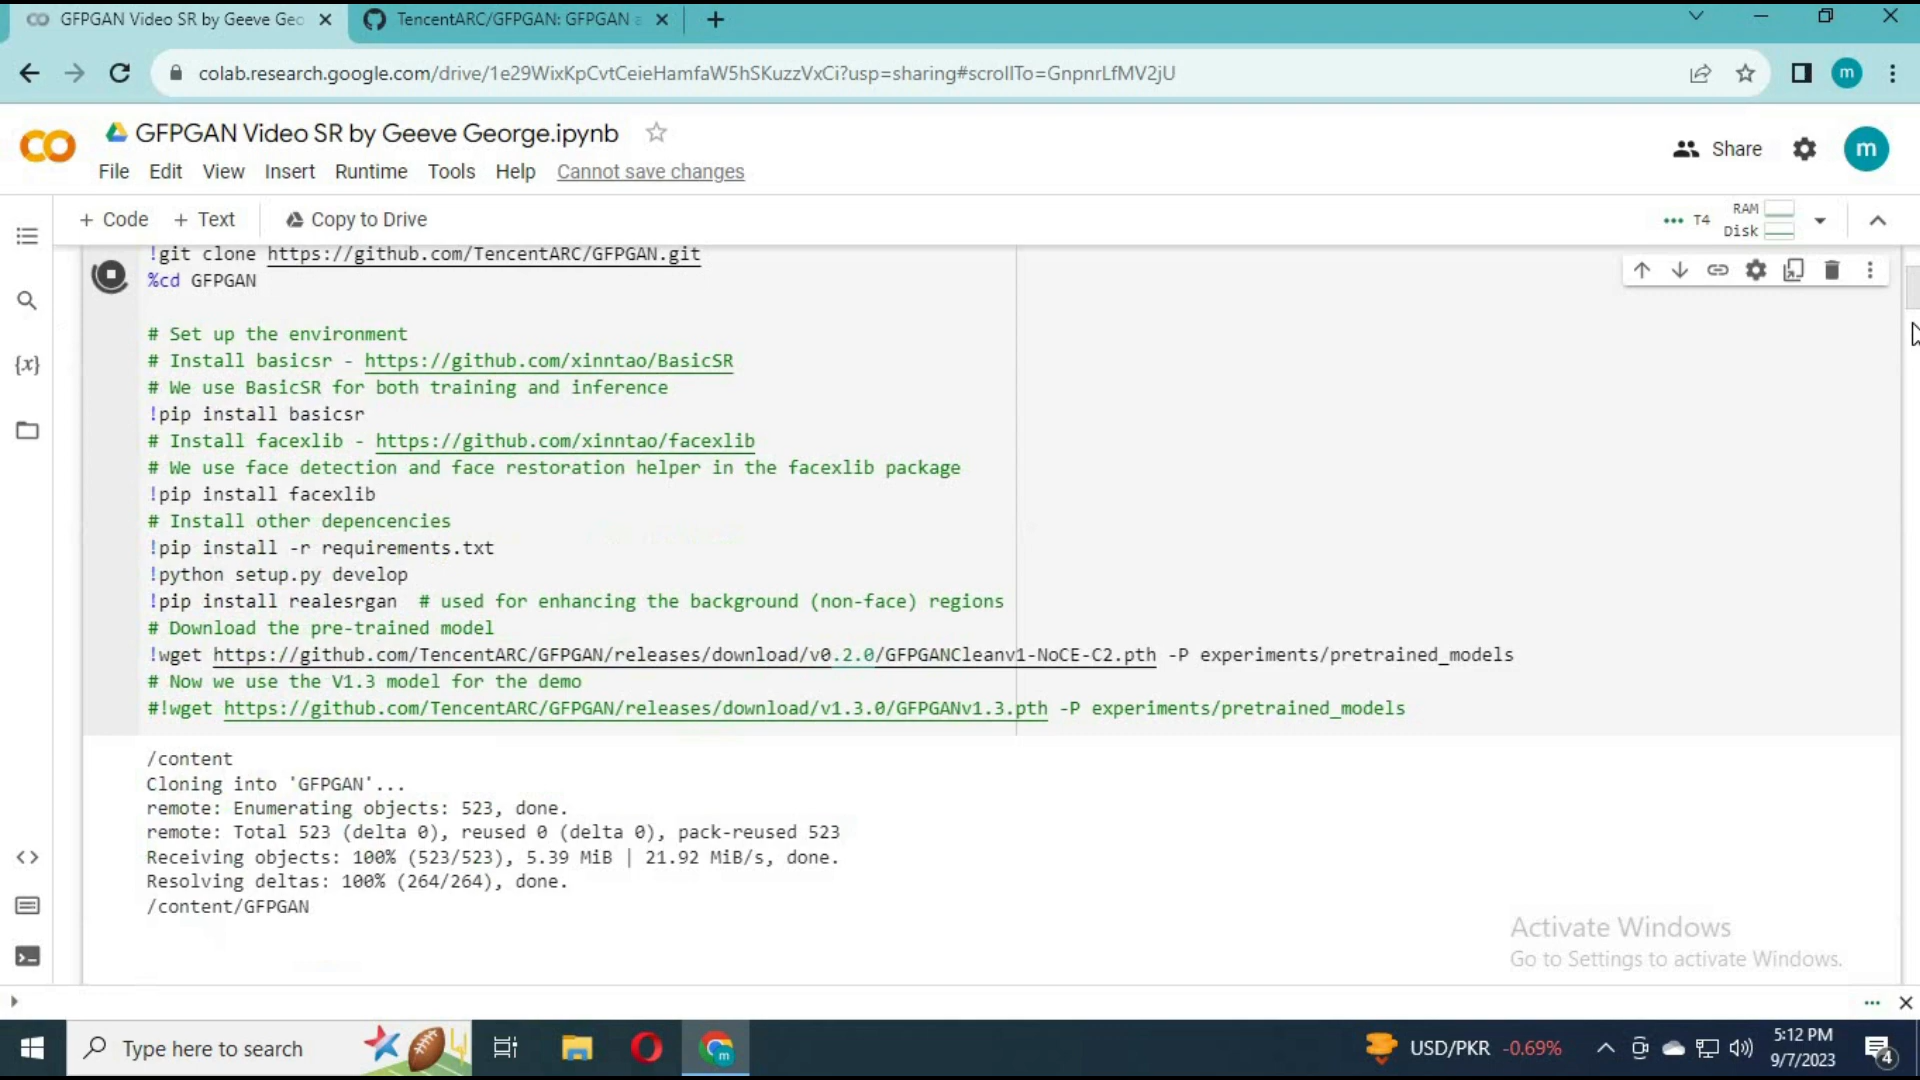 GFPGAN Video SR by Geeve Geo
TencentARC/GFPGAN: GFPGAN
colab.research.google.com/drive/1e29WixKpCvtCeieHamfaW5hSKuzzVxCi?usp=sharing#scrollTo=GnpnrLfMV2jU
m
GFPGAN Video SR by Geeve George.ipynb
Share
m
File Edit View Insert Runtime Tools Help Cannot save changes
+ Code + Text Copy to Drive
T4
RAM
Disk
!git clone https://github.com/TencentARC/GFPGAN.git
%cd GFPGAN
# Set up the environment
# Install basicsr - https://github.com/xinntao/BasicSR
# We use BasicSR for both training and inference
!pip install basicsr
# Install facexlib - https://github.com/xinntao/facexlib
# We use face detection and face restoration helper in the facexlib package
!pip install facexlib
# Install other depencencies
!pip install -r requirements.txt
!python setup.py develop
!pip install realesrgan # used for enhancing the background (non-face) regions
# Download the pre-trained model
!wget https://github.com/TencentARC/GFPGAN/releases/download/v0.2.0/GFPGANCleanv1-NoCE-C2.pth -P experiments/pretrained_models
# Now we use the V1.3 model for the demo
#!wget https://github.com/TencentARC/GFPGAN/releases/download/v1.3.0/GFPGANv1.3.pth -P experiments/pretrained_models
/content
Cloning into 'GFPGAN'...
remote: Enumerating objects: 523, done.
remote: Total 523 (delta 0), reused 0 (delta 0), pack-reused 523
Receiving objects: 100% (523/523), 5.39 MiB | 21.92 MiB/s, done.
Resolving deltas: 100% (264/264), done.
/content/GFPGAN
Activate Windows
Go to Settings to activate Windows.
Type here to search
m
USD/PKR -0.69%
5:12 PM
9/7/2023
4